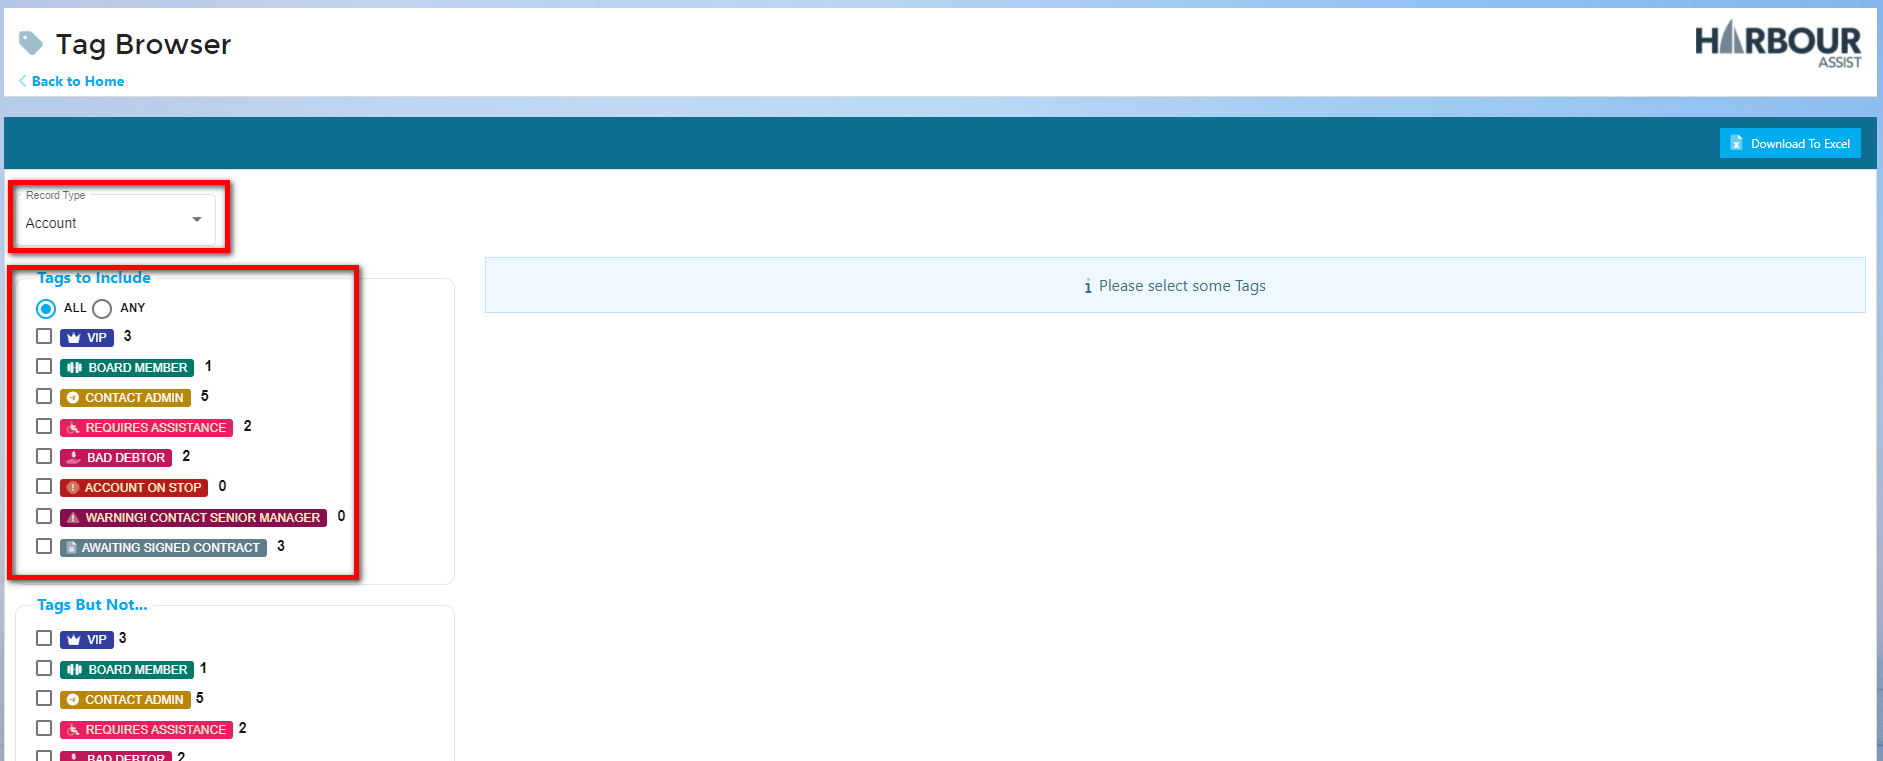 Tag Browser
HARBOUR
ASSIST
Back to Home
Download To Excel
Record Type
Account
Tags to Include
ALL ANY
VIP 3
BOARD MEMBER 1
CONTACT ADMIN 5
REQUIRES ASSISTANCE 2
BAD DEBTOR 2
ACCOUNT ON STOP 0
WARNING! CONTACT SENIOR MANAGER 0
AWAITING SIGNED CONTRACT 3
Please select some Tags
Tags But Not...
VIP 3
BOARD MEMBER 1
CONTACT ADMIN 5
REQUIRES ASSISTANCE 2
BAD DEBTOR 2